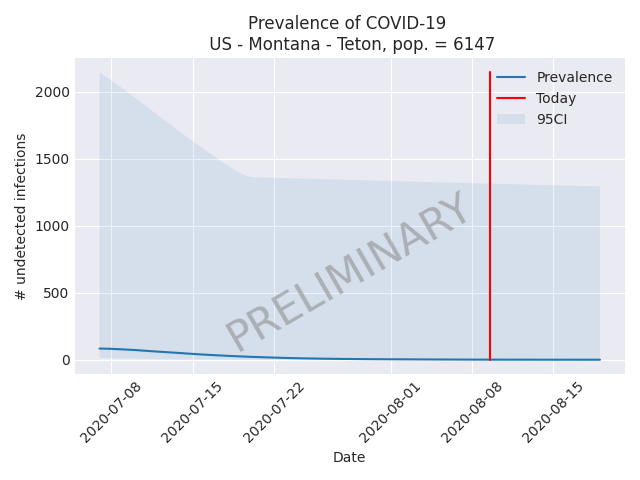 Prevalence of COVID-19
US - Montana - Teton, pop. = 6147
Prevalence
Today
95CI
# undetected infections
2000
1500
1000
500
0
PRELIMINARY
2020-07-08
2020-07-15
2020-07-22
2020-08-01
2020-08-08
2020-08-15
Date